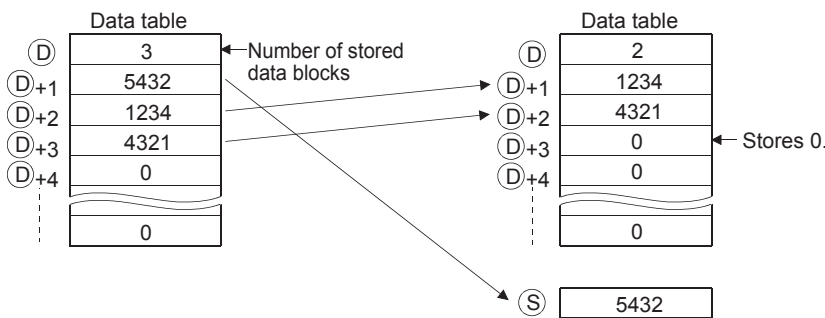 Data table
D 3 Number of stored data blocks
D+1 5432
D+2 1234
D+3 4321
D+4 0
0
Data table
D 2
D+1 1234
D+2 4321
D+3 0 Stores 0.
D+4 0
0
S 5432